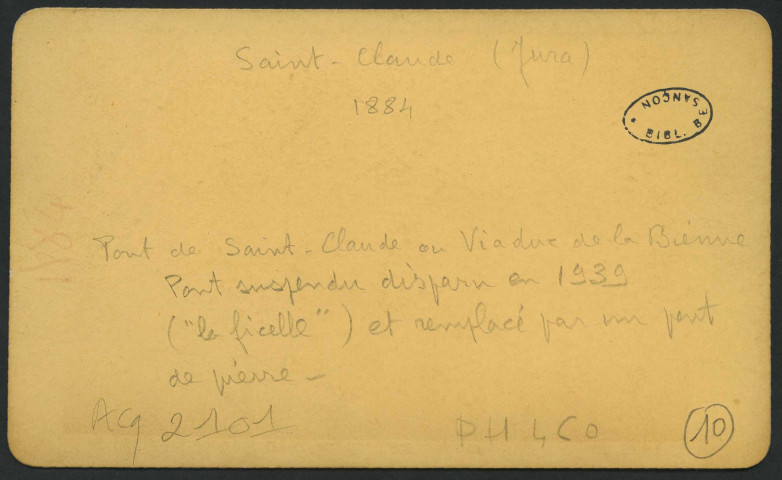 Saint-Claude (Jura)
1884
BIBL. BESANÇON
1884
Pont de Saint-Claude ou Viaduc de la Bienne
Pont suspendu disparu en 1939
("la ficelle") et remplacé par un pont
de pierre -
Acq 2101
PH 460
10